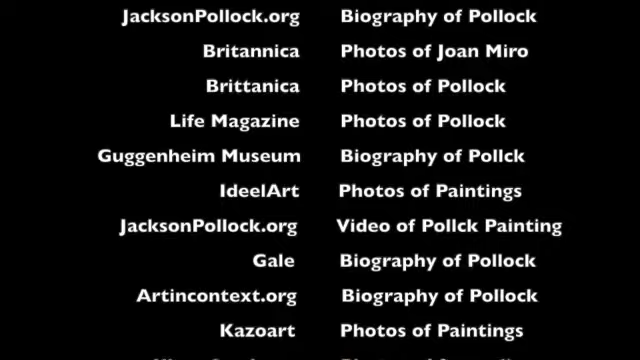 JacksonPollock.org Biography of Pollock
Britannica Photos of Joan Miro
Brittanica Photos of Pollock
Life Magazine Photos of Pollock
Guggenheim Museum Biography of Pollck
IdeelArt Photos of Paintings
JacksonPollock.org Video of Pollck Painting
Gale Biography of Pollock
Artincontext.org Biography of Pollock
Kazoart Photos of Paintings